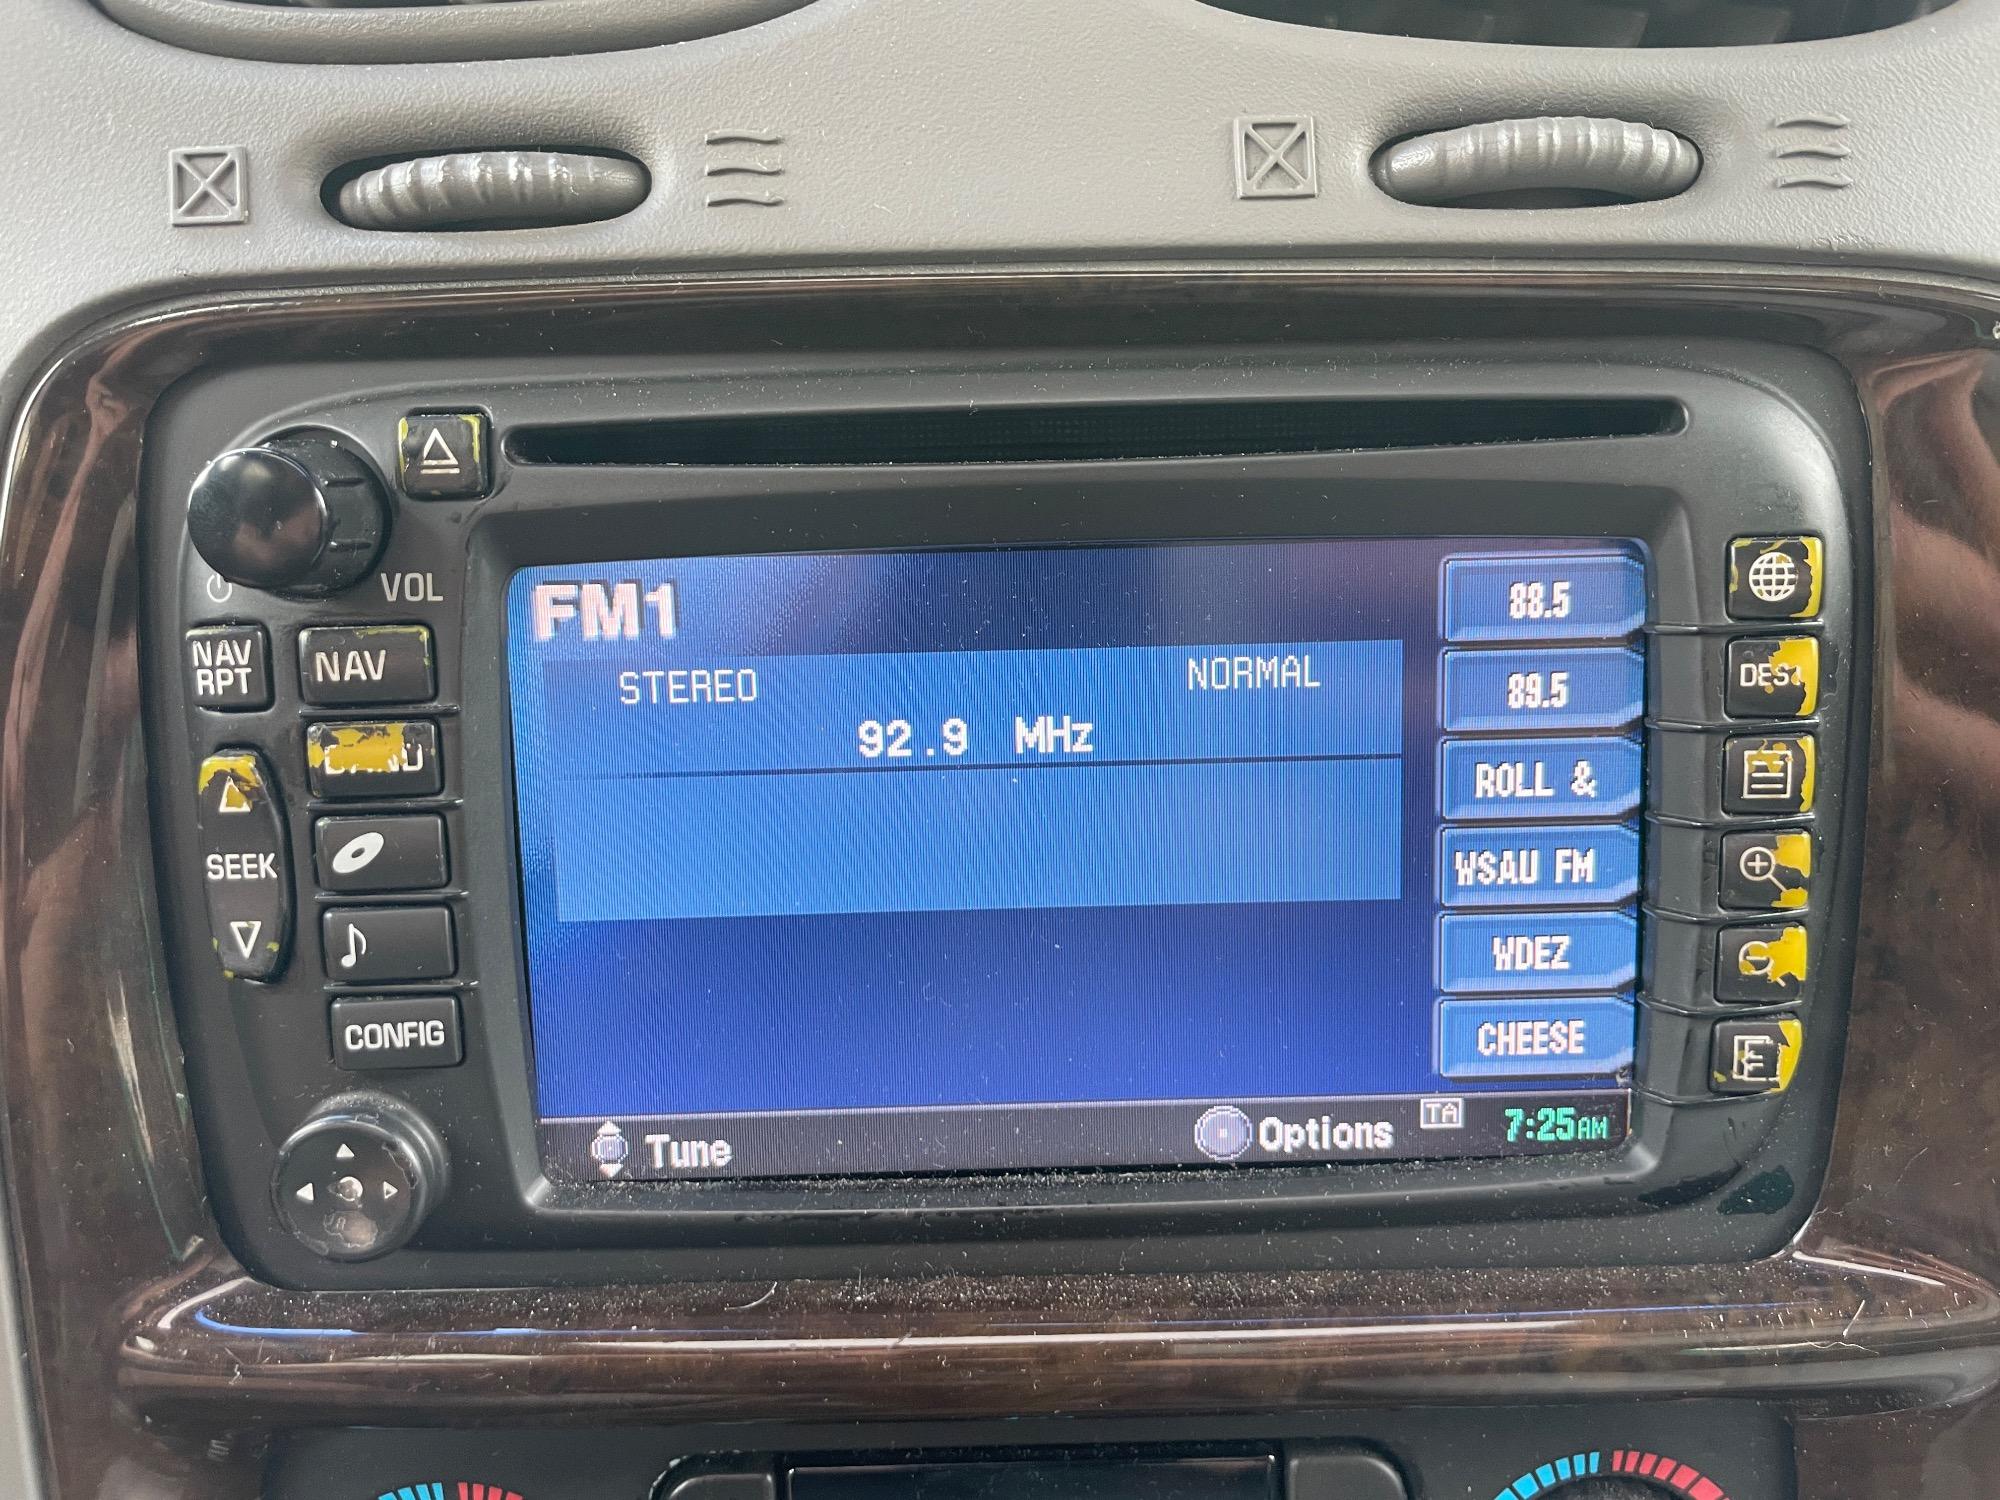 VOL
NAV
RPT
NAV
SEEK
CONFIG
FM1
STEREO
NORMAL
92.9 MHz
88.5
89.5
ROLL &
WSAU FM
WDEZ
CHEESE
Tune
Options
TA
7:25AM